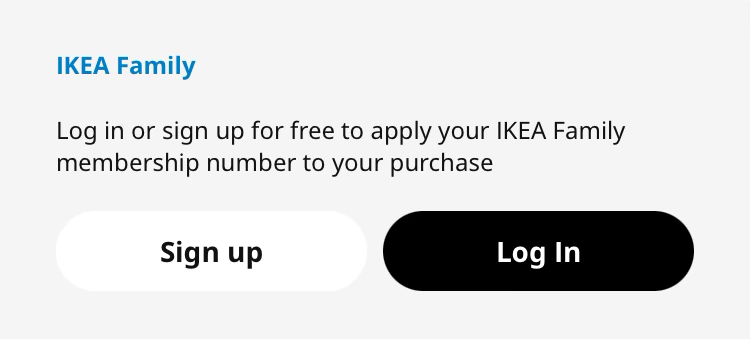 IKEA Family
Log in or sign up for free to apply your IKEA Family
membership number to your purchase
Sign up
Log In